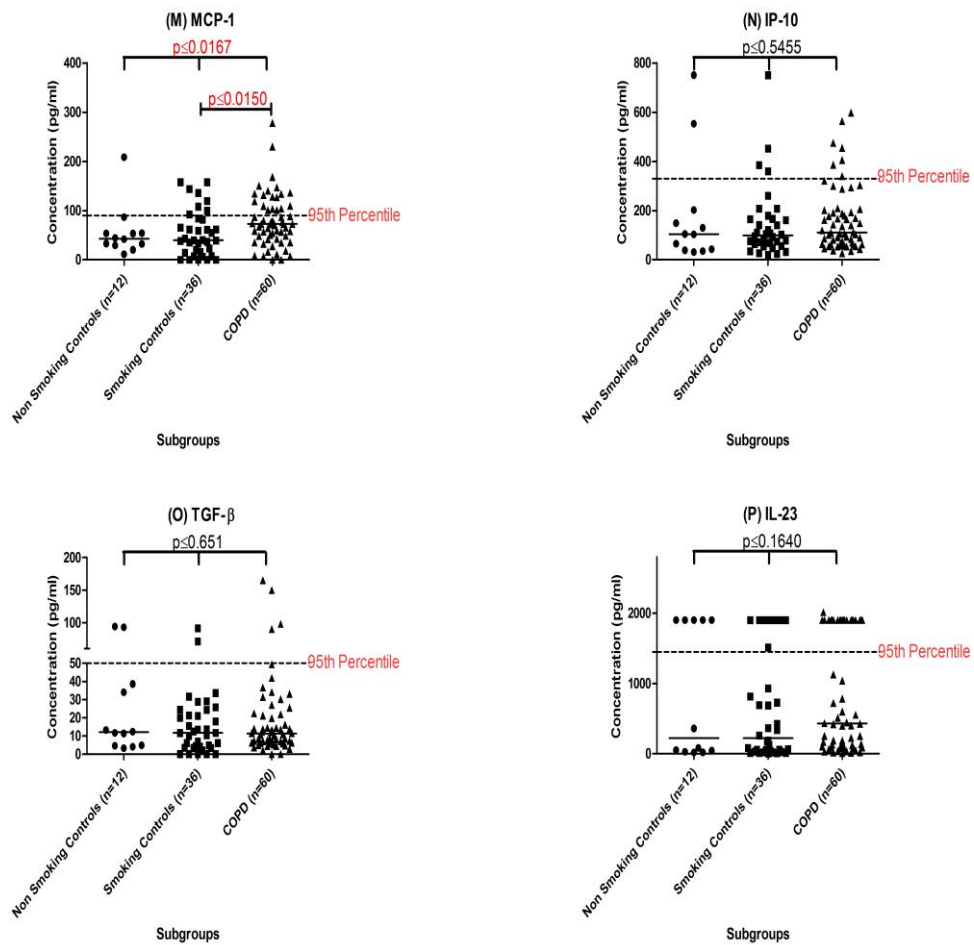 (M) MCP-1
p≤0.0167
p≤0.0150
Concentration (pg/ml)
400
300
200
100
0
95th Percentile
Non Smoking Controls (n=12)
Smoking Controls (n=36)
COPD (n=60)
Subgroups
(N) IP-10
p≤0.5455
Concentration (pg/ml)
800
600
400
200
0
95th Percentile
Non Smoking Controls (n=12)
Smoking Controls (n=36)
COPD (n=60)
Subgroups
(O) TGF-β
p≤0.651
Concentration (pg/ml)
200
150
100
50
40
30
20
10
0
95th Percentile
Non Smoking Controls (n=12)
Smoking Controls (n=36)
COPD (n=60)
Subgroups
(P) IL-23
p≤0.1640
Concentration (pg/ml)
2000
1000
0
95th Percentile
Non Smoking Controls (n=12)
Smoking Controls (n=36)
COPD (n=60)
Subgroups